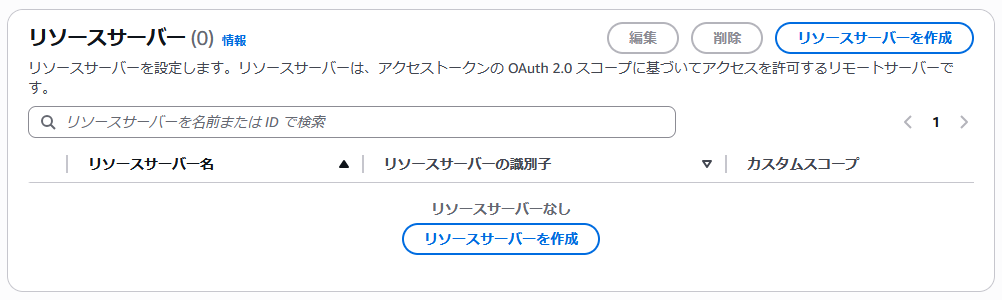 リソースサーバー (0) 情報
編集
削除
リソースサーバーを作成
リソースサーバーを設定します。リソースサーバーは、アクセストークンの OAuth 2.0 スコープに基づいてアクセスを許可するリモートサーバーで
す。
リソースサーバーを名前または ID で検索
1
リソースサーバー名
リソースサーバーの識別子
カスタムスコープ
リソースサーバーなし
リソースサーバーを作成